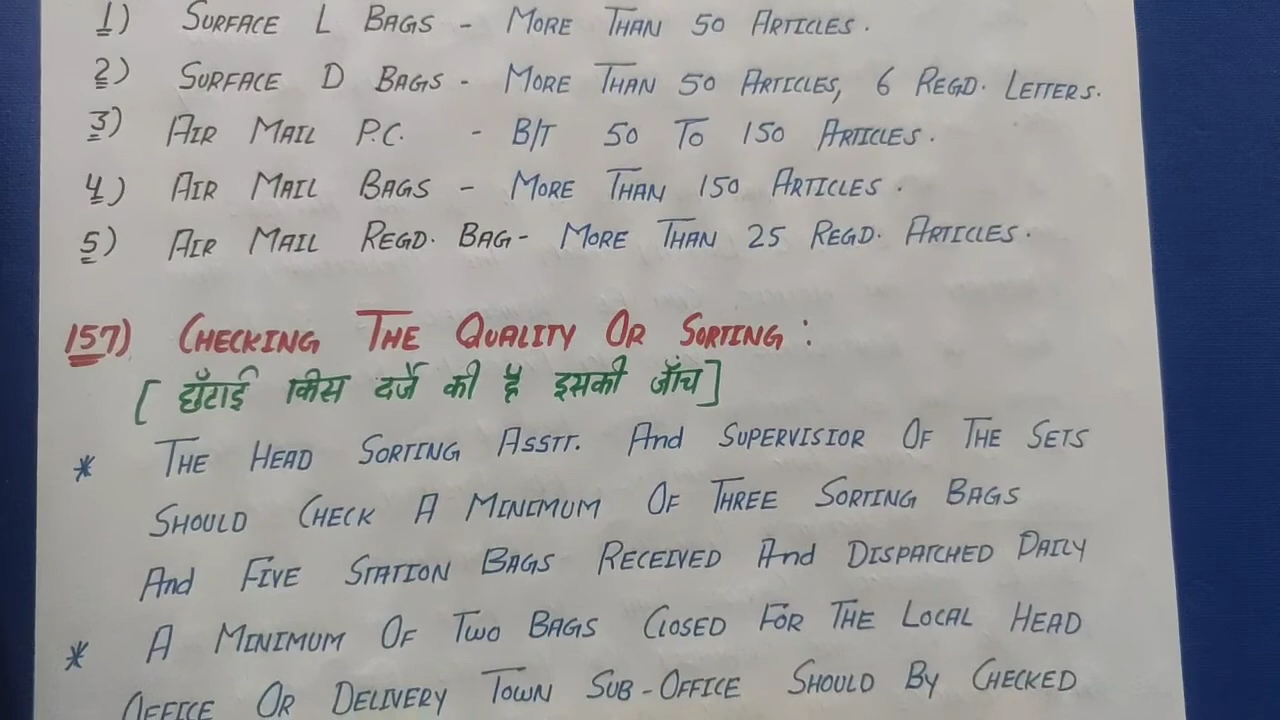 1) SURFACE L BAGS - MORE THAN 50 ARTICLES.
2) SURFACE D BAGS - MORE THAN 50 ARTICLES, 6 REGD. LETTERS.
3) AIR MAIL P.C. - B/T 50 TO 150 ARTICLES.
4) AIR MAIL BAGS - MORE THAN 150 ARTICLES.
5) AIR MAIL REGD. BAG- MORE THAN 25 REGD. ARTICLES.
157) CHECKING THE QUALITY OR SORTING :
[ छँटाई किस दर्जे की है इसकी जाँच]
* THE HEAD SORTING ASSTT. And SUPERVISIOR OF THE SETS
SHOULD CHECK A MINIMUM OF THREE SORTING BAGS
And FIVE STATION BAGS RECEIVED And DISPATCHED DAILY
* A MINIMUM OF TWO BAGS CLOSED FOR THE LOCAL HEAD
OFFICE OR DELIVERY TOWN SUB-OFFICE SHOULD BY CHECKED